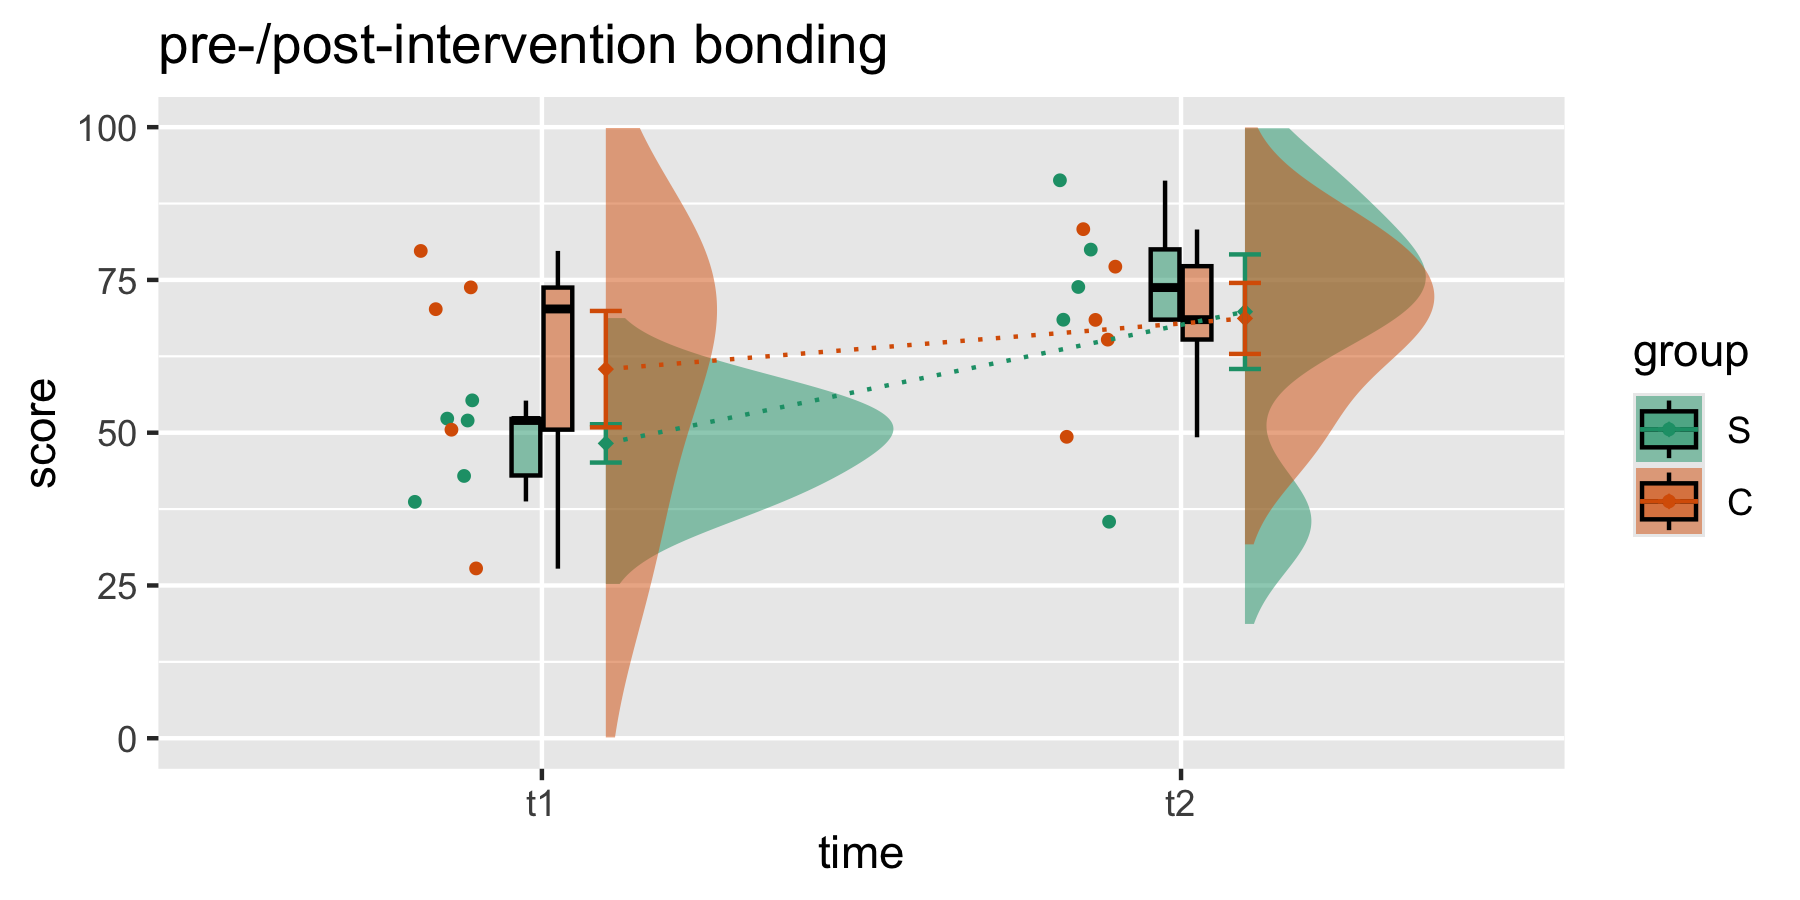 pre-/post-intervention bonding
100
75
50
25
0
score
t1
t2
time
group
S
C